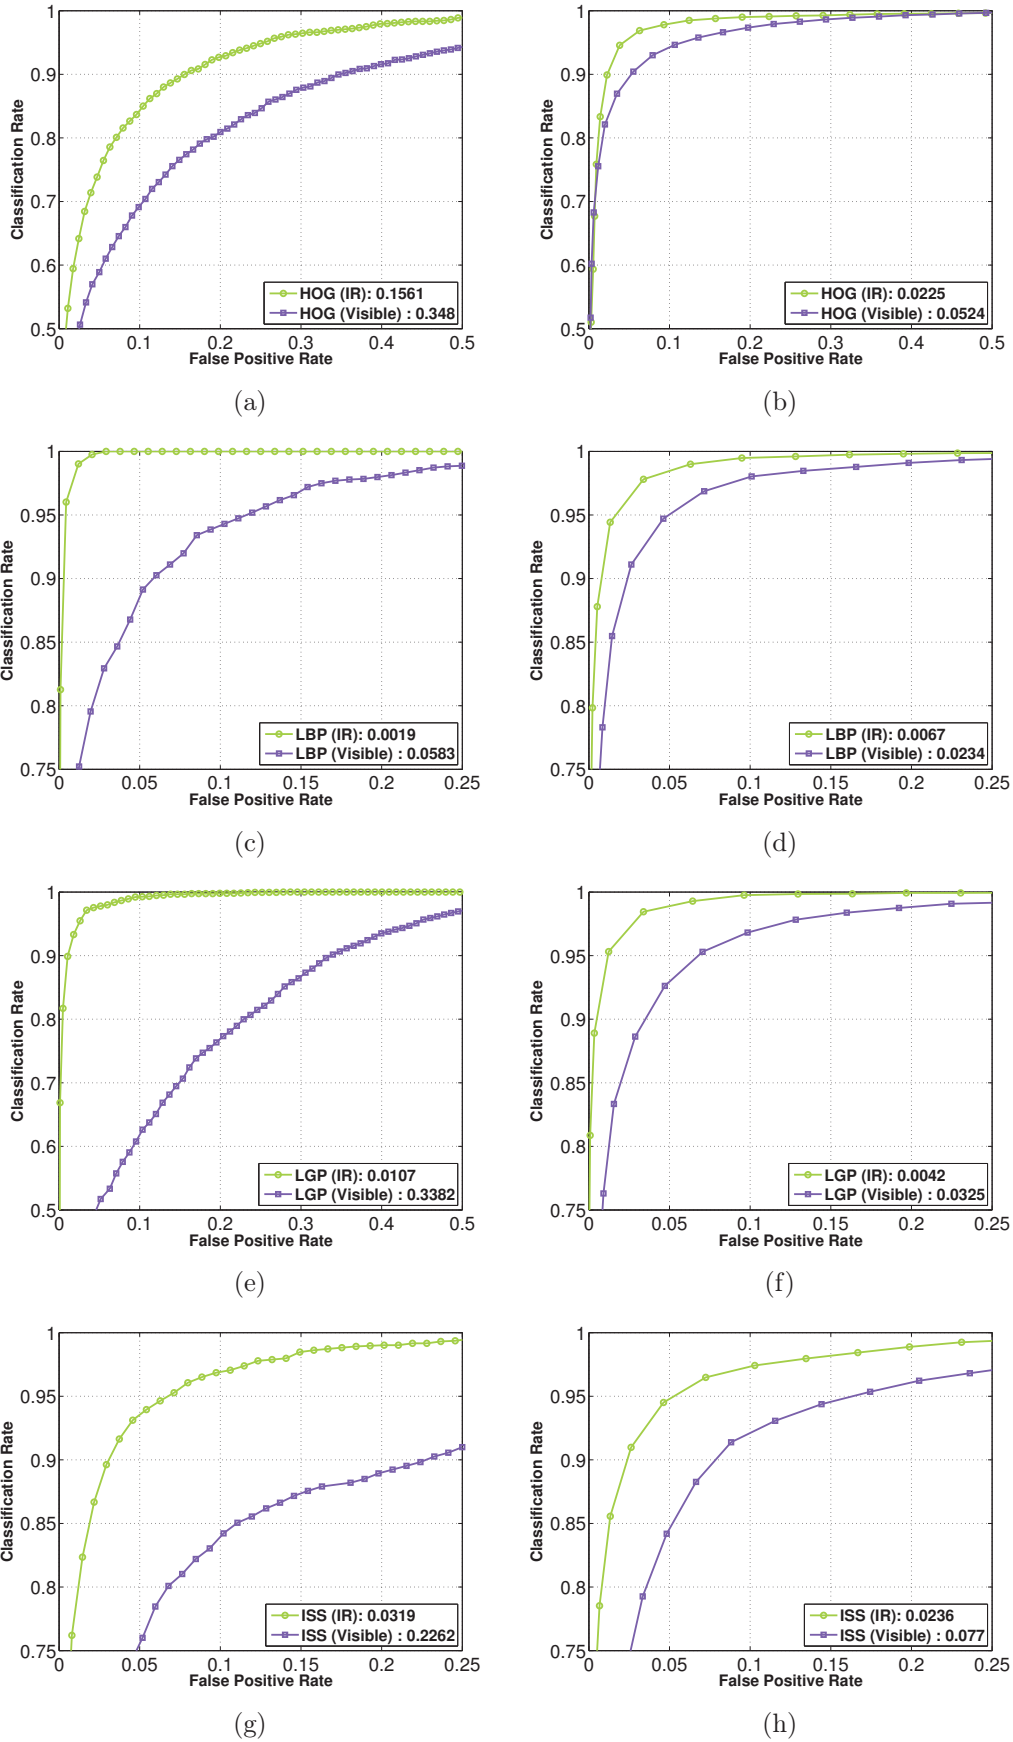 1
0.9
0.8
0.7
0.6
0.5
0
0.1
0.2
0.3
0.4
0.5
Classification Rate
False Positive Rate
HOG (IR): 0.1561
HOG (Visible) : 0.348
(a)
1
0.9
0.8
0.7
0.6
0.5
0
0.1
0.2
0.3
0.4
0.5
Classification Rate
False Positive Rate
HOG (IR): 0.0225
HOG (Visible) : 0.0524
(b)
1
0.95
0.9
0.85
0.8
0.75
0
0.05
0.1
0.15
0.2
0.25
Classification Rate
False Positive Rate
LBP (IR): 0.0019
LBP (Visible) : 0.0583
(c)
1
0.95
0.9
0.85
0.8
0.75
0
0.05
0.1
0.15
0.2
0.25
Classification Rate
False Positive Rate
LBP (IR): 0.0067
LBP (Visible) : 0.0234
(d)
1
0.9
0.8
0.7
0.6
0.5
0
0.1
0.2
0.3
0.4
0.5
Classification Rate
False Positive Rate
LGP (IR): 0.0107
LGP (Visible) : 0.3382
(e)
1
0.95
0.9
0.85
0.8
0.75
0
0.05
0.1
0.15
0.2
0.25
Classification Rate
False Positive Rate
LGP (IR): 0.0042
LGP (Visible) : 0.0325
(f)
1
0.95
0.9
0.85
0.8
0.75
0
0.05
0.1
0.15
0.2
0.25
Classification Rate
False Positive Rate
ISS (IR): 0.0319
ISS (Visible) : 0.2262
(g)
1
0.95
0.9
0.85
0.8
0.75
0
0.05
0.1
0.15
0.2
0.25
Classification Rate
False Positive Rate
ISS (IR): 0.0236
ISS (Visible) : 0.077
(h)